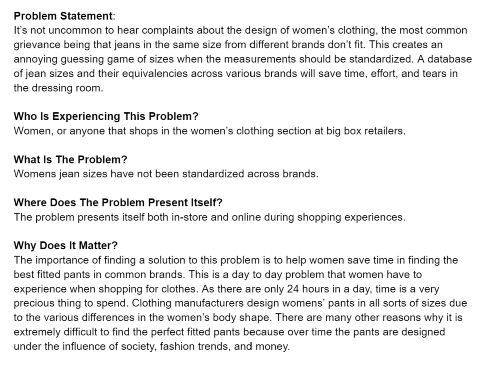 Problem Statement:
It's not uncommon to hear complaints about the design of women's clothing, the most common
grievance being that jeans in the same size from different brands don't fit. This creates an
annoying guessing game of sizes when the measurements should be standardized. A database
of jean sizes and their equivalencies across various brands will save time, effort, and tears in
the dressing room.
Who Is Experiencing This Problem?
Women, or anyone that shops in the women's clothing section at big box retailers.
What Is The Problem?
Womens jean sizes have not been standardized across brands.
Where Does The Problem Present Itself?
The problem presents itself both in-store and online during shopping experiences.
Why Does It Matter?
The importance of finding a solution to this problem is to help women save time in finding the
best fitted pants in common brands. This is a day to day problem that women have to
experience when shopping for clothes. As there are only 24 hours in a day, time is a very
precious thing to spend. Clothing manufacturers design womens' pants in all sorts of sizes due
to the various differences in the women's body shape. There are many other reasons why it is
extremely difficult to find the perfect fitted pants because over time the pants are designed
under the influence of society, fashion trends, and money.